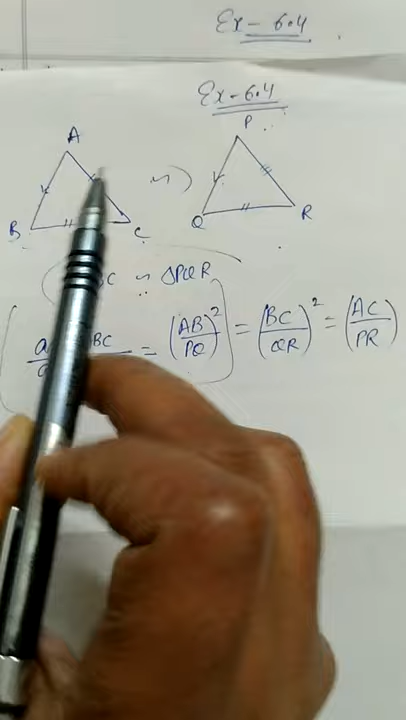 Ex - 6.4
Ex - 6.4
A
P
B
C
~
Q
R
BC ~ ΔPQR
BC = (AB/PQ)² = (BC/QR)² = (AC/PR)